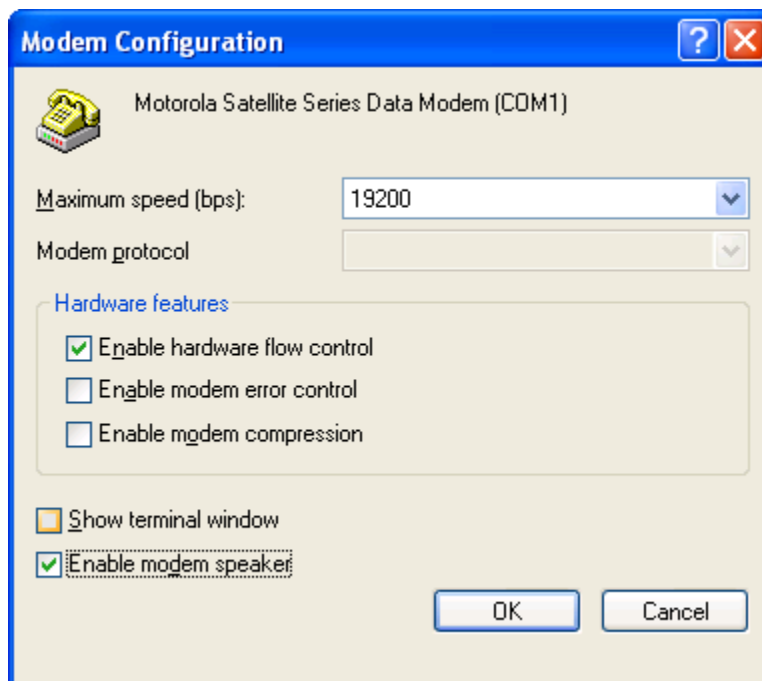 Modem Configuration
Motorola Satellite Series Data Modem (COM1)
Maximum speed (bps): 19200
Modem protocol
Hardware features
Enable hardware flow control
Enable modem error control
Enable modem compression
Show terminal window
Enable modem speaker
OK Cancel